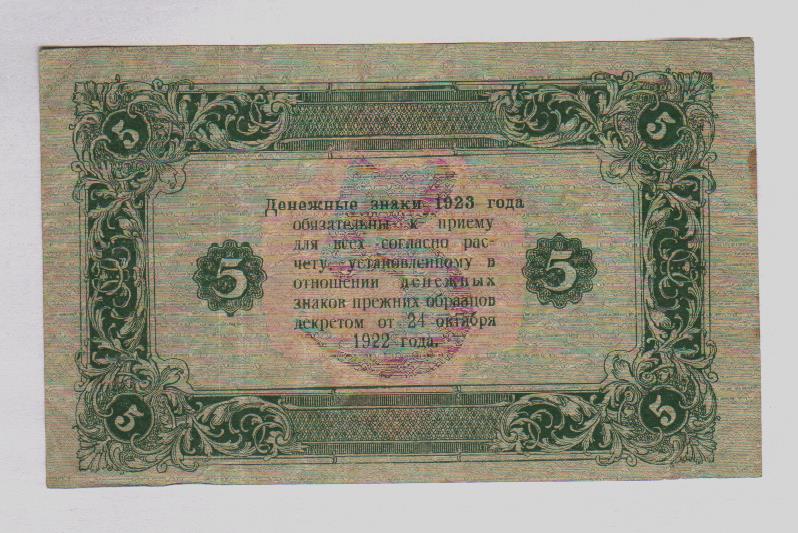 5 5
Денежные знаки 1923 года
обязательны к приему
для всех согласно рас-
чету, установленному в
5 отношении денежных 5
знаков прежних образцов
декретом от 24 октября
1922 года.
5 5